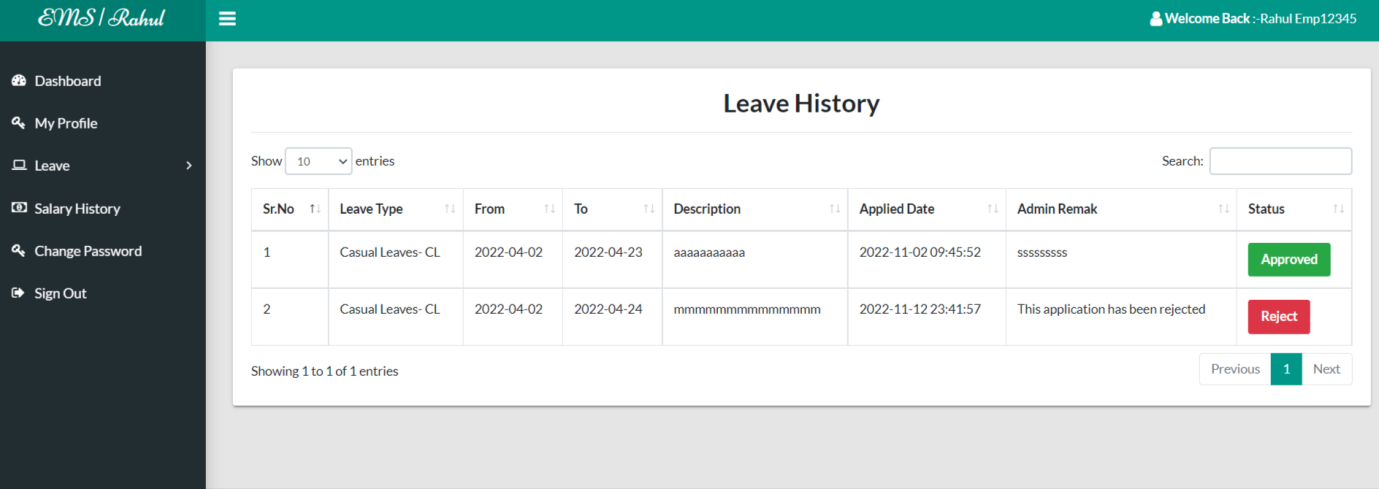 EMS | Rahul
Welcome Back :-Rahul Emp12345
Dashboard
My Profile
Leave
Salary History
Change Password
Sign Out
Leave History
Show 10 entries Search:
Sr.No Leave Type From To Description Applied Date Admin Remak Status
1 Casual Leaves- CL 2022-04-02 2022-04-23 aaaaaaaaaaa 2022-11-02 09:45:52 sssssssss Approved
2 Casual Leaves- CL 2022-04-02 2022-04-24 mmmmmmmmmmmmmm 2022-11-12 23:41:57 This application has been rejected Reject
Showing 1 to 1 of 1 entries Previous 1 Next